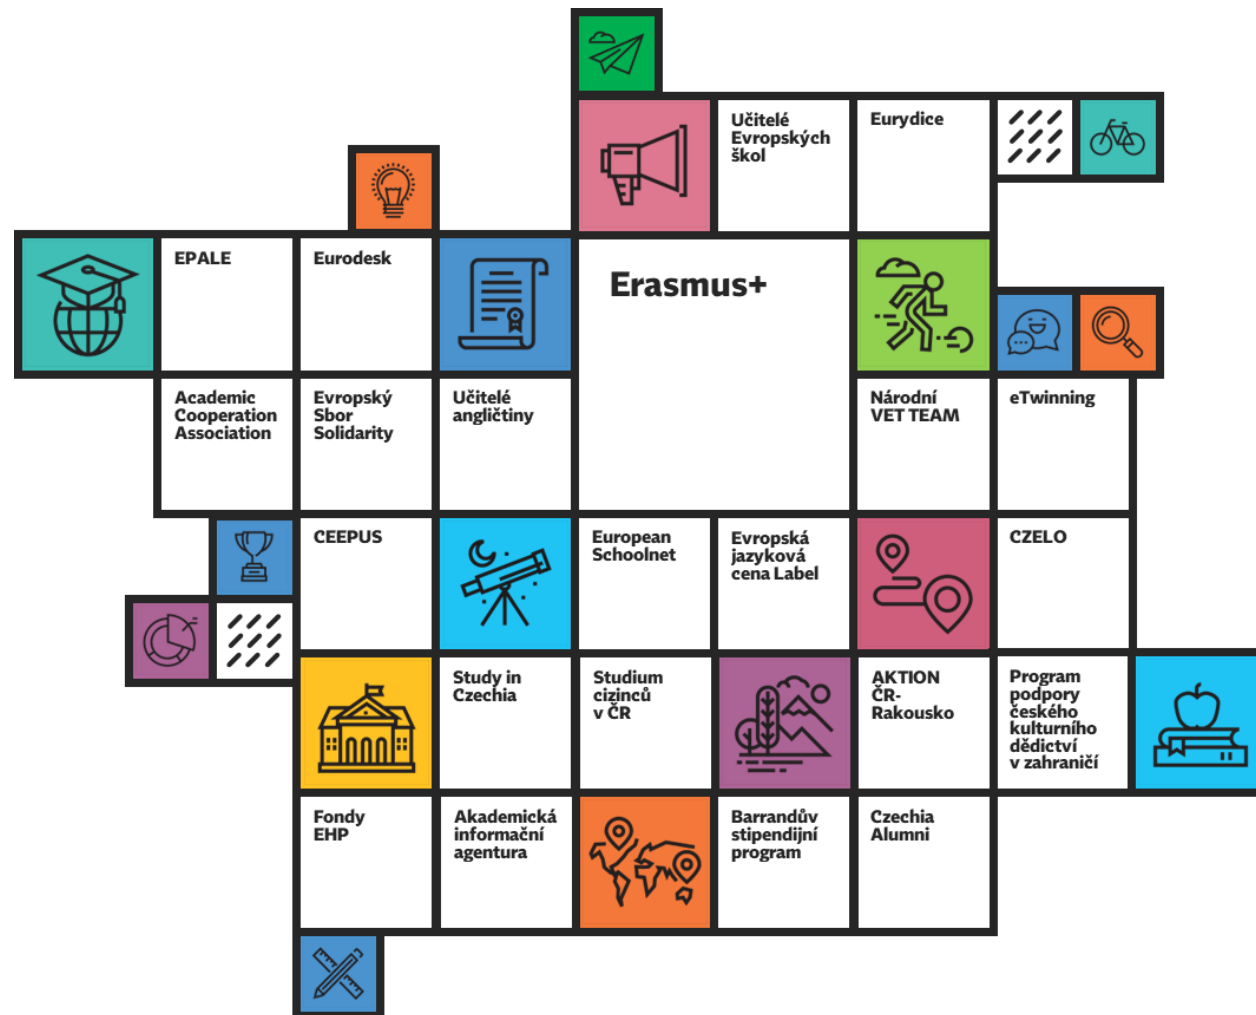 Učitelé
Evropských
škol
Eurydice
EPALE
Eurodesk
Erasmus+
Academic
Cooperation
Association
Evropský
Sbor
Solidarity
Učitelé
angličtiny
Národní
VET TEAM
eTwinning
CEEPUS
European
Schoolnet
Evropská
jazyková
cena Label
CZELO
Study in
Czechia
Studium
cizinců
v ČR
AKTION
ČR-
Rakousko
Program
podpory
českého
kulturního
dědictví
v zahraničí
Fondy
EHP
Akademická
informační
agentura
Barrandův
stipendijní
program
Czechia
Alumni